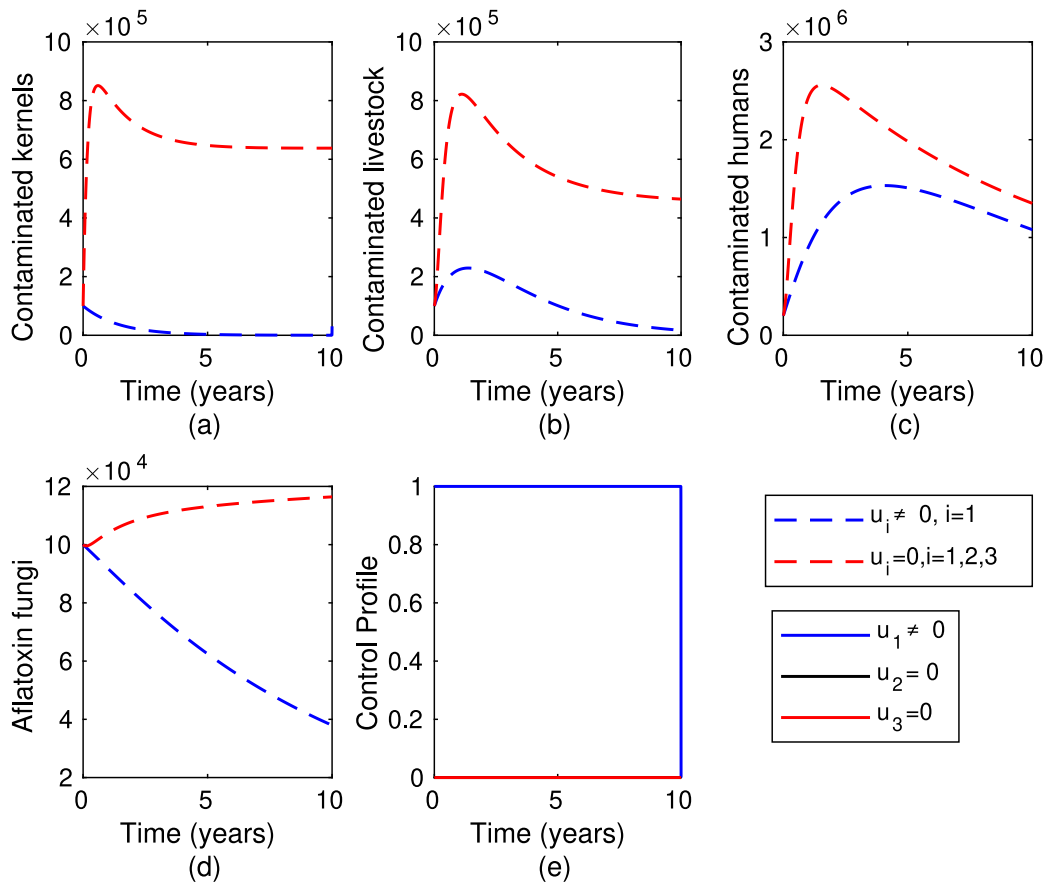 ×10 5
10
8
6
4
2
0
Contaminated kernels
0 5 10
Time (years)
(a)
×10 5
10
8
6
4
2
0
Contaminated livestock
0 5 10
Time (years)
(b)
×10 6
3
2
1
0
Contaminated humans
0 5 10
Time (years)
(c)
×10 4
12
10
8
6
4
2
Aflatoxin fungi
0 5 10
Time (years)
(d)
1
0.8
0.6
0.4
0.2
0
Control Profile
0 5 10
Time (years)
(e)
u_i ≠ 0, i=1
u_i=0,i=1,2,3
u_1 ≠ 0
u_2= 0
u_3=0